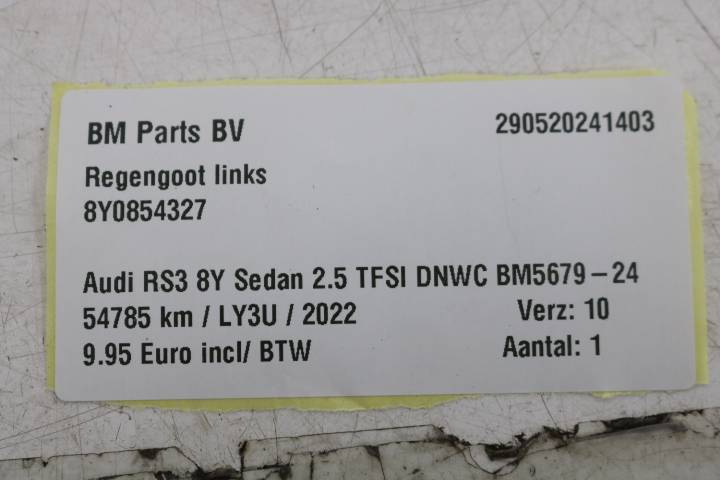 BM Parts BV 290520241403
Regengoot links
8Y0854327
Audi RS3 8Y Sedan 2.5 TFSI DNWC BM5679-24
54785 km / LY3U / 2022 Verz: 10
9.95 Euro incl/ BTW Aantal: 1